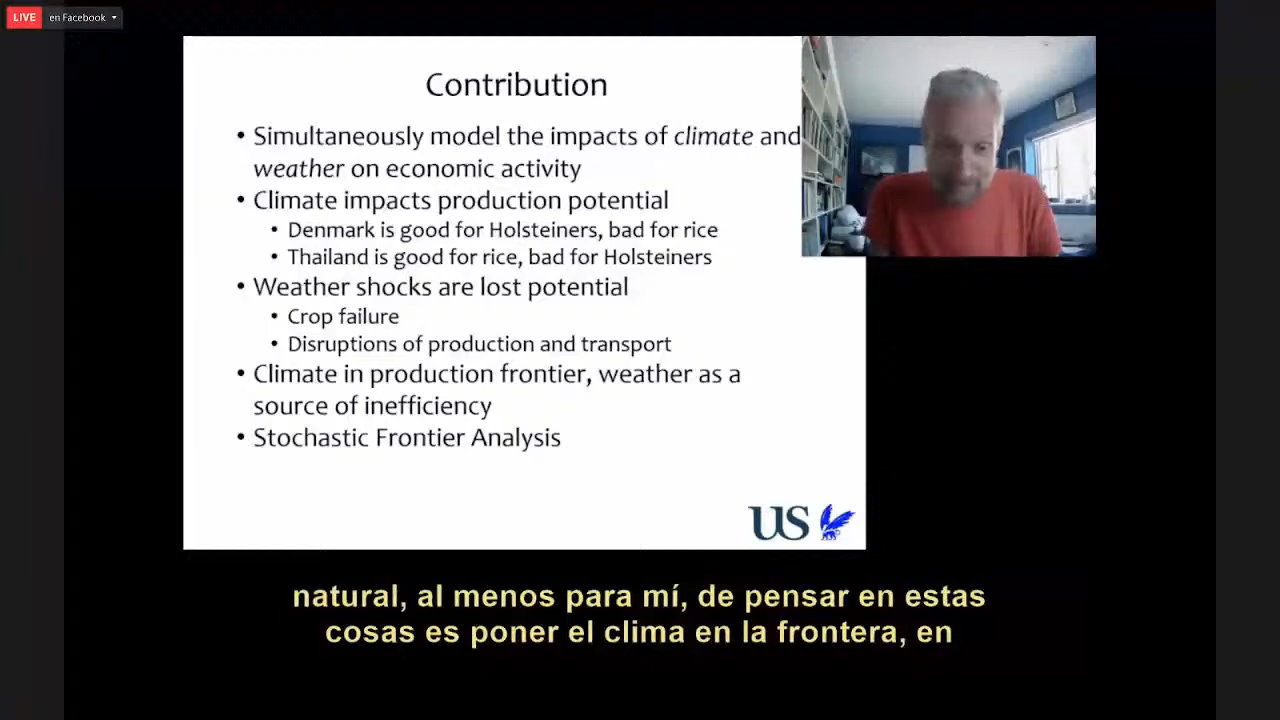 LIVE en Facebook
Contribution
• Simultaneously model the impacts of climate and
weather on economic activity
• Climate impacts production potential
• Denmark is good for Holsteiners, bad for rice
• Thailand is good for rice, bad for Holsteiners
• Weather shocks are lost potential
• Crop failure
• Disruptions of production and transport
• Climate in production frontier, weather as a
source of inefficiency
• Stochastic Frontier Analysis
US
natural, al menos para mí, de pensar en estas
cosas es poner el clima en la frontera, en